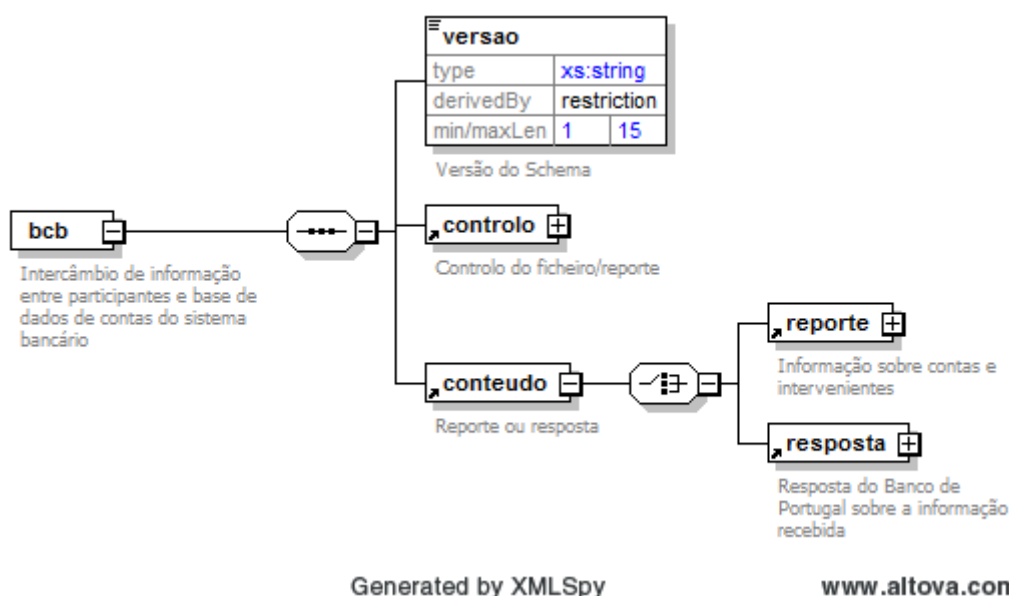 versao
type xs:string
derivedBy restriction
min/maxLen 1 15
Versão do Schema
bcb
Intercâmbio de informação
entre participantes e base de
dados de contas do sistema
bancário
controlo
Controlo do ficheiro/reporte
conteudo
Reporte ou resposta
reporte
Informação sobre contas e
intervenientes
resposta
Resposta do Banco de
Portugal sobre a informação
recebida
Generated by XMLSpy www.altova.com